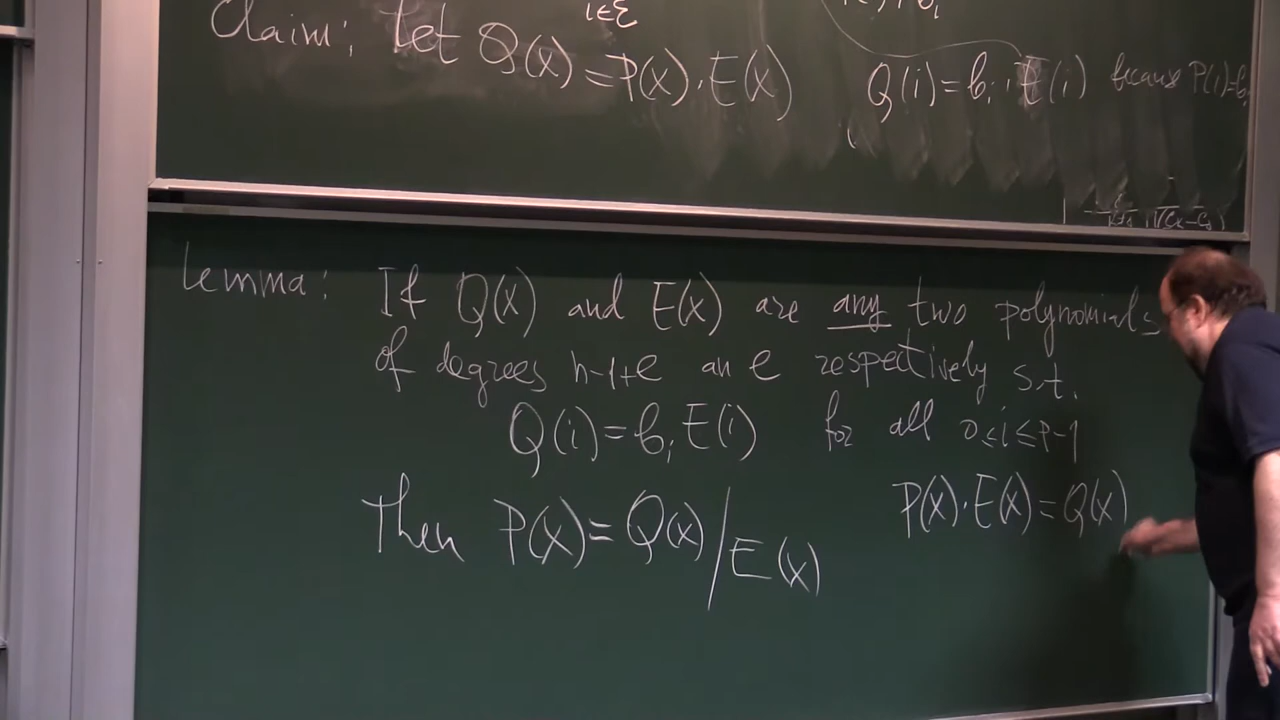 i∈ε
Claim: Let Q(x) = P(x) · E(x)
Q(i) = b_i · E(i) because P(i)=b_i
Lemma: If Q(x) and E(x) are any two polynomials
of degrees n-1+e an e respectively s.t.
Q(i) = b_i E(i) for all 0≤i≤p-1
P(x)·E(x) = Q(x)
Then P(x) = Q(x)/E(x)